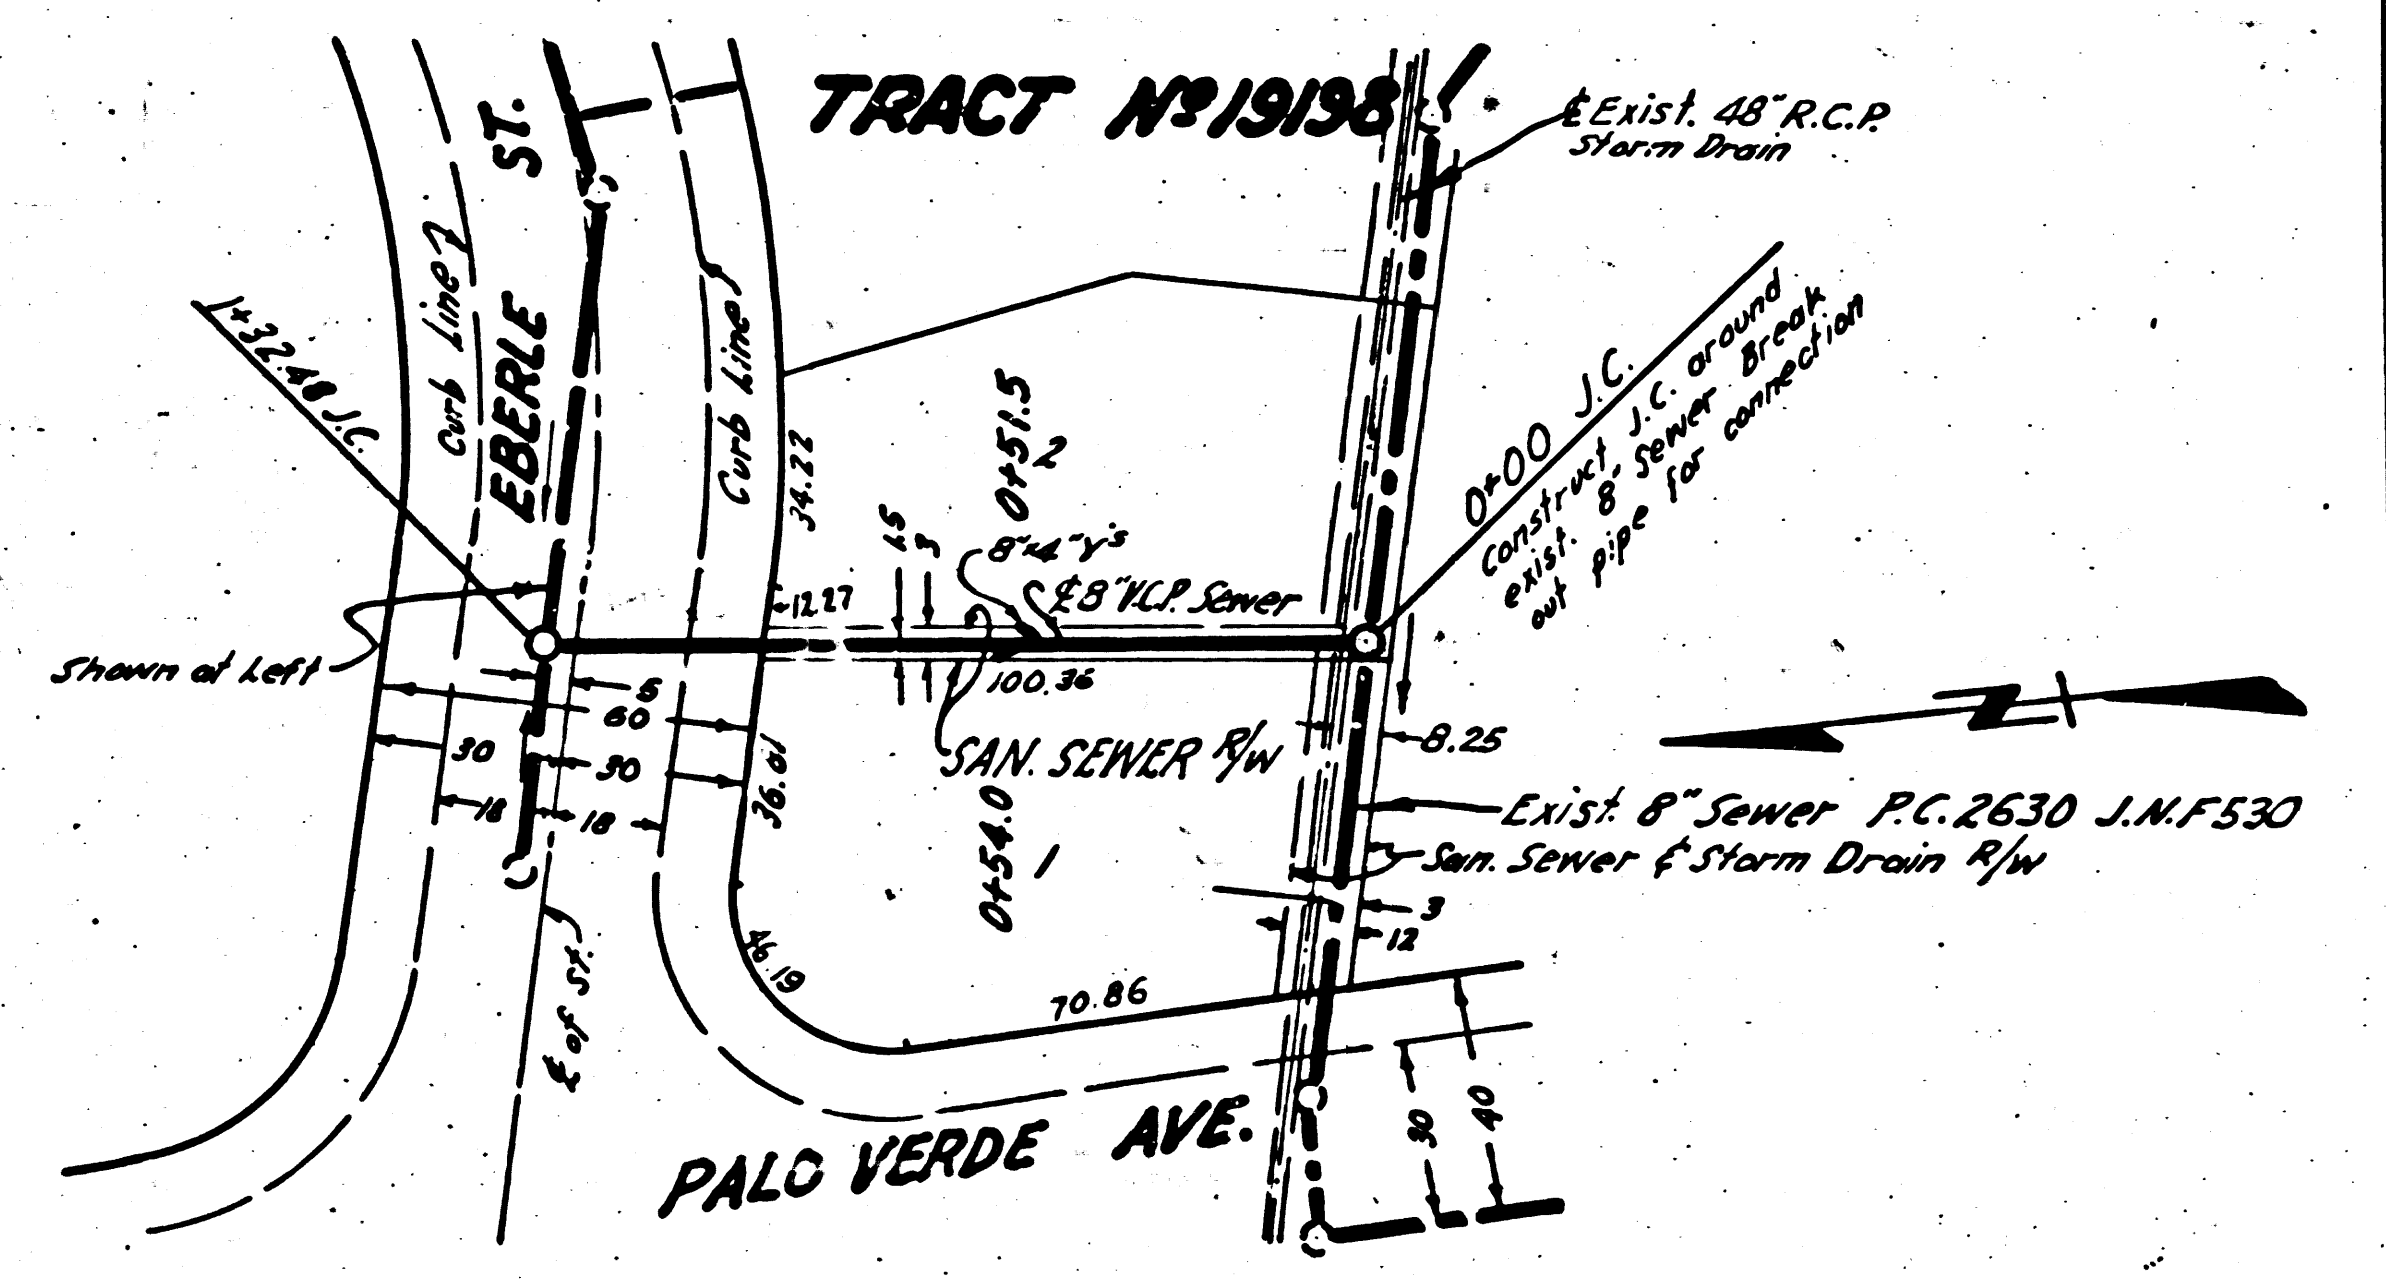 TRACT Nº 19198
℄ Exist. 48" R.C.P.
Storm Drain
EBERLE ST.
Curb Line
Curb Line
1+32.48 J.C.
0+00 J.C.
Construct J.C. around
exist. 8" Sewer. Break
out pipe for connection
34.22
0+51.5
2
1.5
3
8"x4" Y's
℄ 8" V.C.P. Sewer
12.27
Shown at Left
100.36
5
60
30
30
18
18
36.01
SAN. SEWER R/W
8.25
N
Exist. 8" Sewer P.C. 2630 J.N.F530
San. Sewer & Storm Drain R/W
0+54.0
1
3
12
46.19
70.86
℄ of St.
30
40
PALO VERDE AVE.